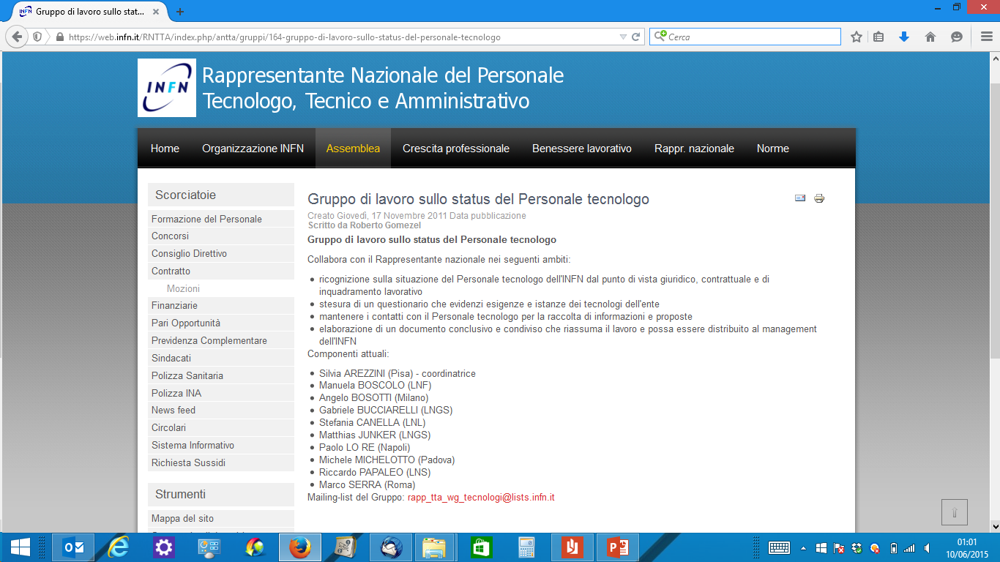 Gruppo di lavoro sullo stat...
https://web.infn.it/RNTTA/index.php/antta/gruppi/164-gruppo-di-lavoro-sullo-status-del-personale-tecnologo
Cerca
INFN
Rappresentante Nazionale del Personale
Tecnologo, Tecnico e Amministrativo
Home
Organizzazione INFN
Assemblea
Crescita professionale
Benessere lavorativo
Rappr. nazionale
Norme
Scorciatoie
Formazione del Personale
Concorsi
Consiglio Direttivo
Contratto
Mozioni
Finanziarie
Pari Opportunità
Previdenza Complementare
Sindacati
Polizza Sanitaria
Polizza INA
News feed
Circolari
Sistema Informativo
Richiesta Sussidi
Strumenti
Mappa del sito
Gruppo di lavoro sullo status del Personale tecnologo
Creato Giovedì, 17 Novembre 2011 Data pubblicazione
Scritto da Roberto Gomezel
Gruppo di lavoro sullo status del Personale tecnologo
Collabora con il Rappresentante nazionale nei seguenti ambiti:
ricognizione sulla situazione del Personale tecnologo dell'INFN dal punto di vista giuridico, contrattuale e di
inquadramento lavorativo
stesura di un questionario che evidenzi esigenze e istanze dei tecnologi dell'ente
mantenere i contatti con il Personale tecnologo per la raccolta di informazioni e proposte
elaborazione di un documento conclusivo e condiviso che riassuma il lavoro e possa essere distribuito al management
dell'INFN
Componenti attuali:
Silvia AREZZINI (Pisa) - coordinatrice
Manuela BOSCOLO (LNF)
Angelo BOSOTTI (Milano)
Gabriele BUCCIARELLI (LNGS)
Stefania CANELLA (LNL)
Matthias JUNKER (LNGS)
Paolo LO RE (Napoli)
Michele MICHELOTTO (Padova)
Riccardo PAPALEO (LNS)
Marco SERRA (Roma)
Mailing-list del Gruppo: rapp_tta_wg_tecnologi@lists.infn.it
01:01
10/06/2015